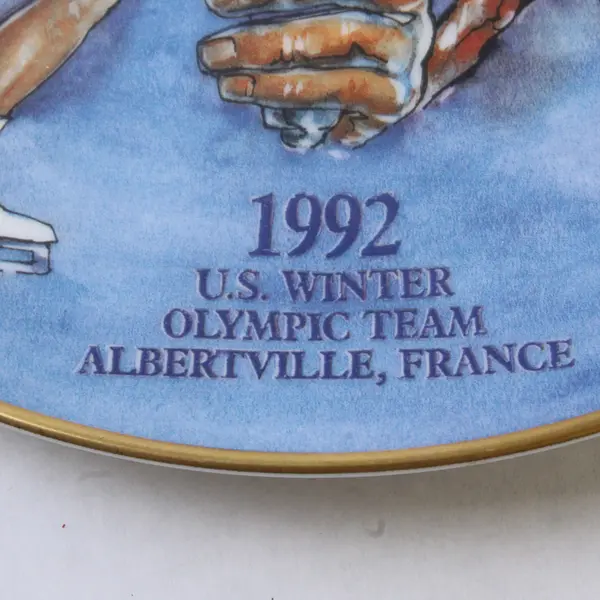 1992
U.S. WINTER
OLYMPIC TEAM
ALBERTVILLE, FRANCE